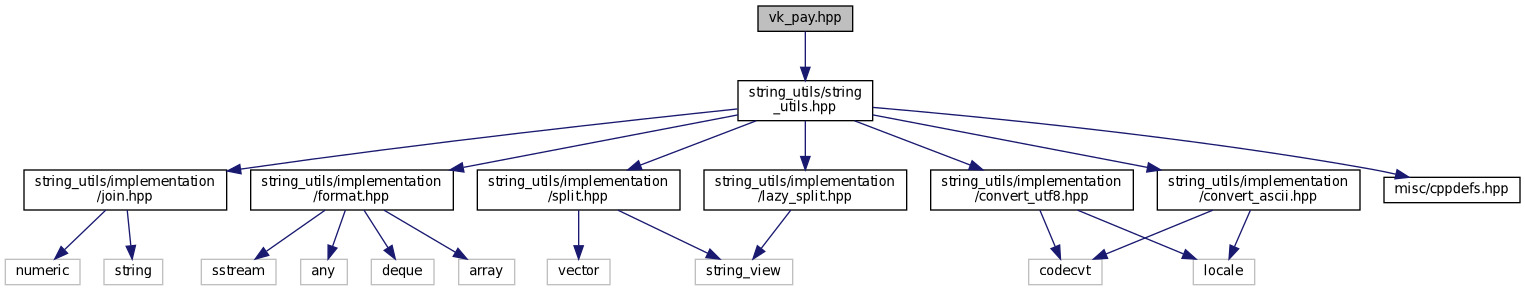 vk_pay.hpp
string_utils/string
_utils.hpp
string_utils/implementation
/join.hpp
string_utils/implementation
/format.hpp
string_utils/implementation
/split.hpp
string_utils/implementation
/lazy_split.hpp
string_utils/implementation
/convert_utf8.hpp
string_utils/implementation
/convert_ascii.hpp
misc/cppdefs.hpp
numeric
string
sstream
any
deque
array
vector
string_view
codecvt
locale